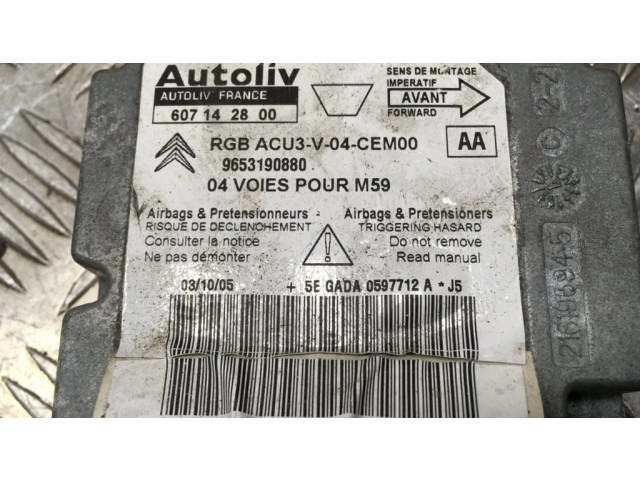 Autoliv
AUTOLIV FRANCE
607 14 28 00
SENS DE MONTAGE
IMPERATIF
AVANT
FORWARD
RGB ACU3-V-04-CEM00
AA
9653190880
04 VOIES POUR M59
Airbags & Pretensionneurs
RISQUE DE DECLENCHEMENT
Consulter la notice
Ne pas démonter
Airbags & Pretensioners
TRIGGERING HASARD
Do not remove
Read manual
03/10/05
+ 5E GADA 0597712 A * J5